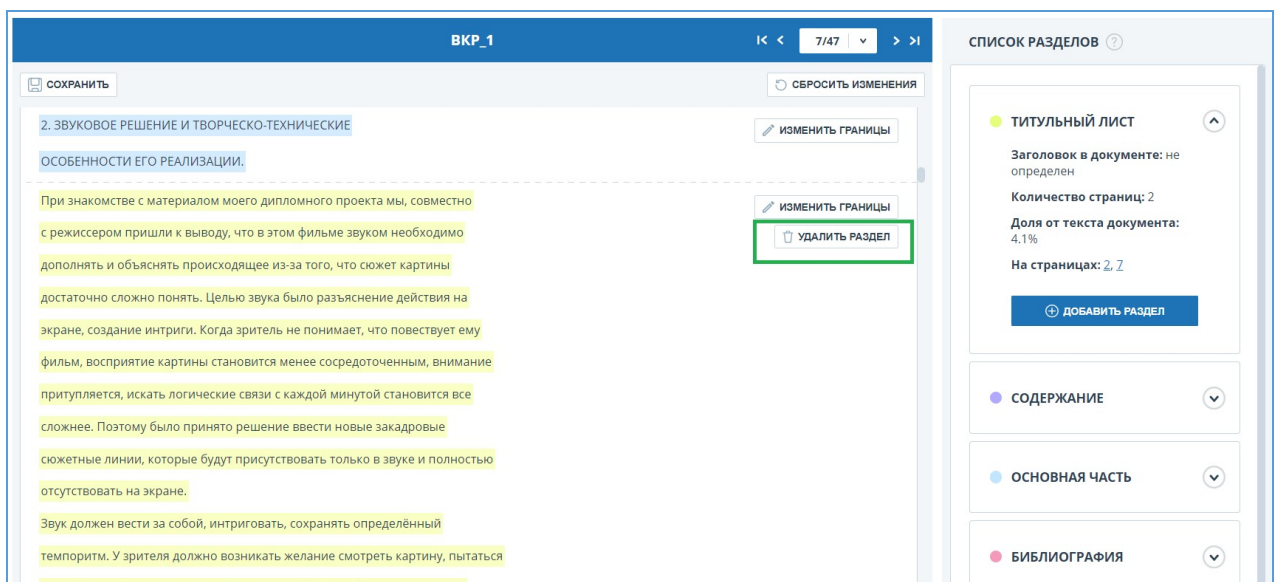 ВКР_1
7/47
СОХРАНИТЬ
СБРОСИТЬ ИЗМЕНЕНИЯ
2. ЗВУКОВОЕ РЕШЕНИЕ И ТВОРЧЕСКО-ТЕХНИЧЕСКИЕ
ИЗМЕНИТЬ ГРАНИЦЫ
ОСОБЕННОСТИ ЕГО РЕАЛИЗАЦИИ.
При знакомстве с материалом моего дипломного проекта мы, совместно
ИЗМЕНИТЬ ГРАНИЦЫ
с режиссером пришли к выводу, что в этом фильме звуком необходимо
УДАЛИТЬ РАЗДЕЛ
дополнять и объяснять происходящее из-за того, что сюжет картины
достаточно сложно понять. Целью звука было разъяснение действия на
экране, создание интриги. Когда зритель не понимает, что повествует ему
фильм, восприятие картины становится менее сосредоточенным, внимание
притупляется, искать логические связи с каждой минутой становится все
сложнее. Поэтому было принято решение ввести новые закадровые
сюжетные линии, которые будут присутствовать только в звуке и полностью
отсутствовать на экране.
Звук должен вести за собой, интриговать, сохранять определённый
темпоритм. У зрителя должно возникать желание смотреть картину, пытаться
СПИСОК РАЗДЕЛОВ ?
ТИТУЛЬНЫЙ ЛИСТ
Заголовок в документе: не
определен
Количество страниц: 2
Доля от текста документа:
4.1%
На страницах: 2, 7
ДОБАВИТЬ РАЗДЕЛ
СОДЕРЖАНИЕ
ОСНОВНАЯ ЧАСТЬ
БИБЛИОГРАФИЯ